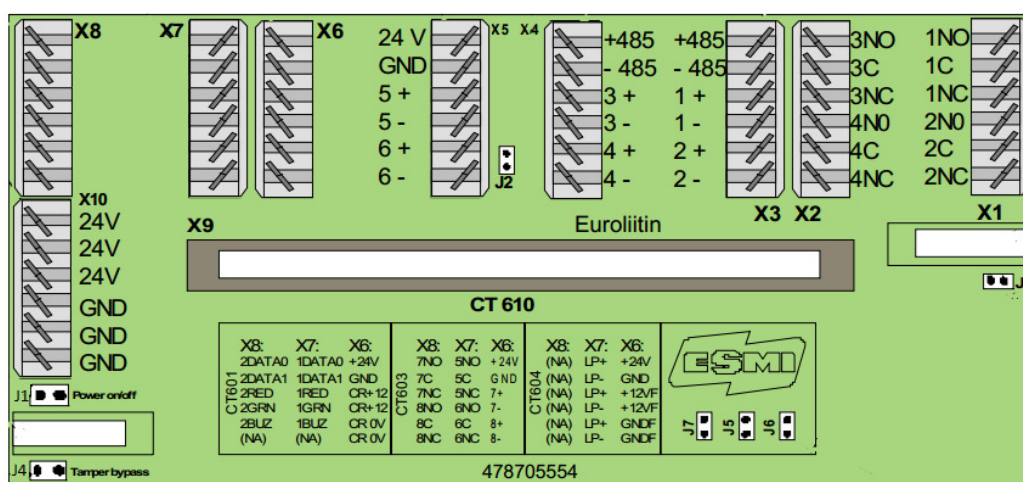 X8 X7 X6 X5 X4
24 V +485 +485 3NO 1NO
GND - 485 - 485 3C 1C
5 + 3 + 1 + 3NC 1NC
5 - 3 - 1 - 4N0 2N0
6 + 4 + 2 + 4C 2C
6 - J2 4 - 2 - 4NC 2NC
X10 X9 Euroliitin X3 X2 X1
24V
24V
24V
GND
GND
GND
J
CT 610
CT601
X8: X7: X6:
2DATA0 1DATA0 +24V
2DATA1 1DATA1 GND
2RED 1RED CR+12
2GRN 1GRN CR+12
2BUZ 1BUZ CR 0V
(NA) (NA) CR 0V
CT603
X8: X7: X6:
7NO 5NO +24V
7C 5C GND
7NC 5NC 7+
8NO 6NO 7-
8C 6C 8+
8NC 6NC 8-
CT604
X8: X7: X6:
(NA) LP+ +24V
(NA) LP- GND
(NA) LP+ +12VF
(NA) LP- +12VF
(NA) LP+ GNDF
(NA) LP- GNDF
ESMI
J7 J5 J6
J1 Power on/off
J4 Tamper bypass
478705554